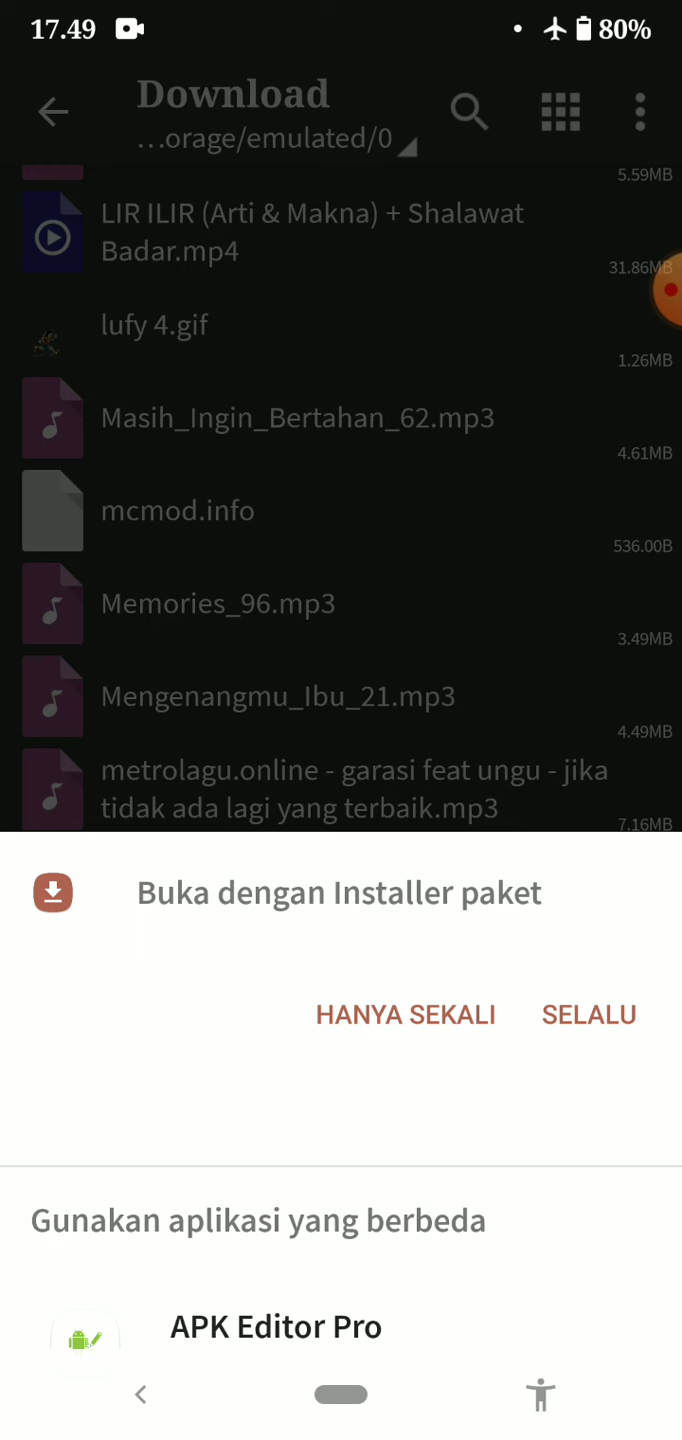 17.49
80%
Download
...orage/emulated/0
5.59MB
LIR ILIR (Arti & Makna) + Shalawat
Badar.mp4
31.86MB
lufy 4.gif
1.26MB
Masih_Ingin_Bertahan_62.mp3
4.61MB
mcmod.info
536.00B
Memories_96.mp3
3.49MB
Mengenangmu_Ibu_21.mp3
4.49MB
metrolagu.online - garasi feat ungu - jika
tidak ada lagi yang terbaik.mp3
7.16MB
Buka dengan Installer paket
HANYA SEKALI
SELALU
Gunakan aplikasi yang berbeda
APK Editor Pro